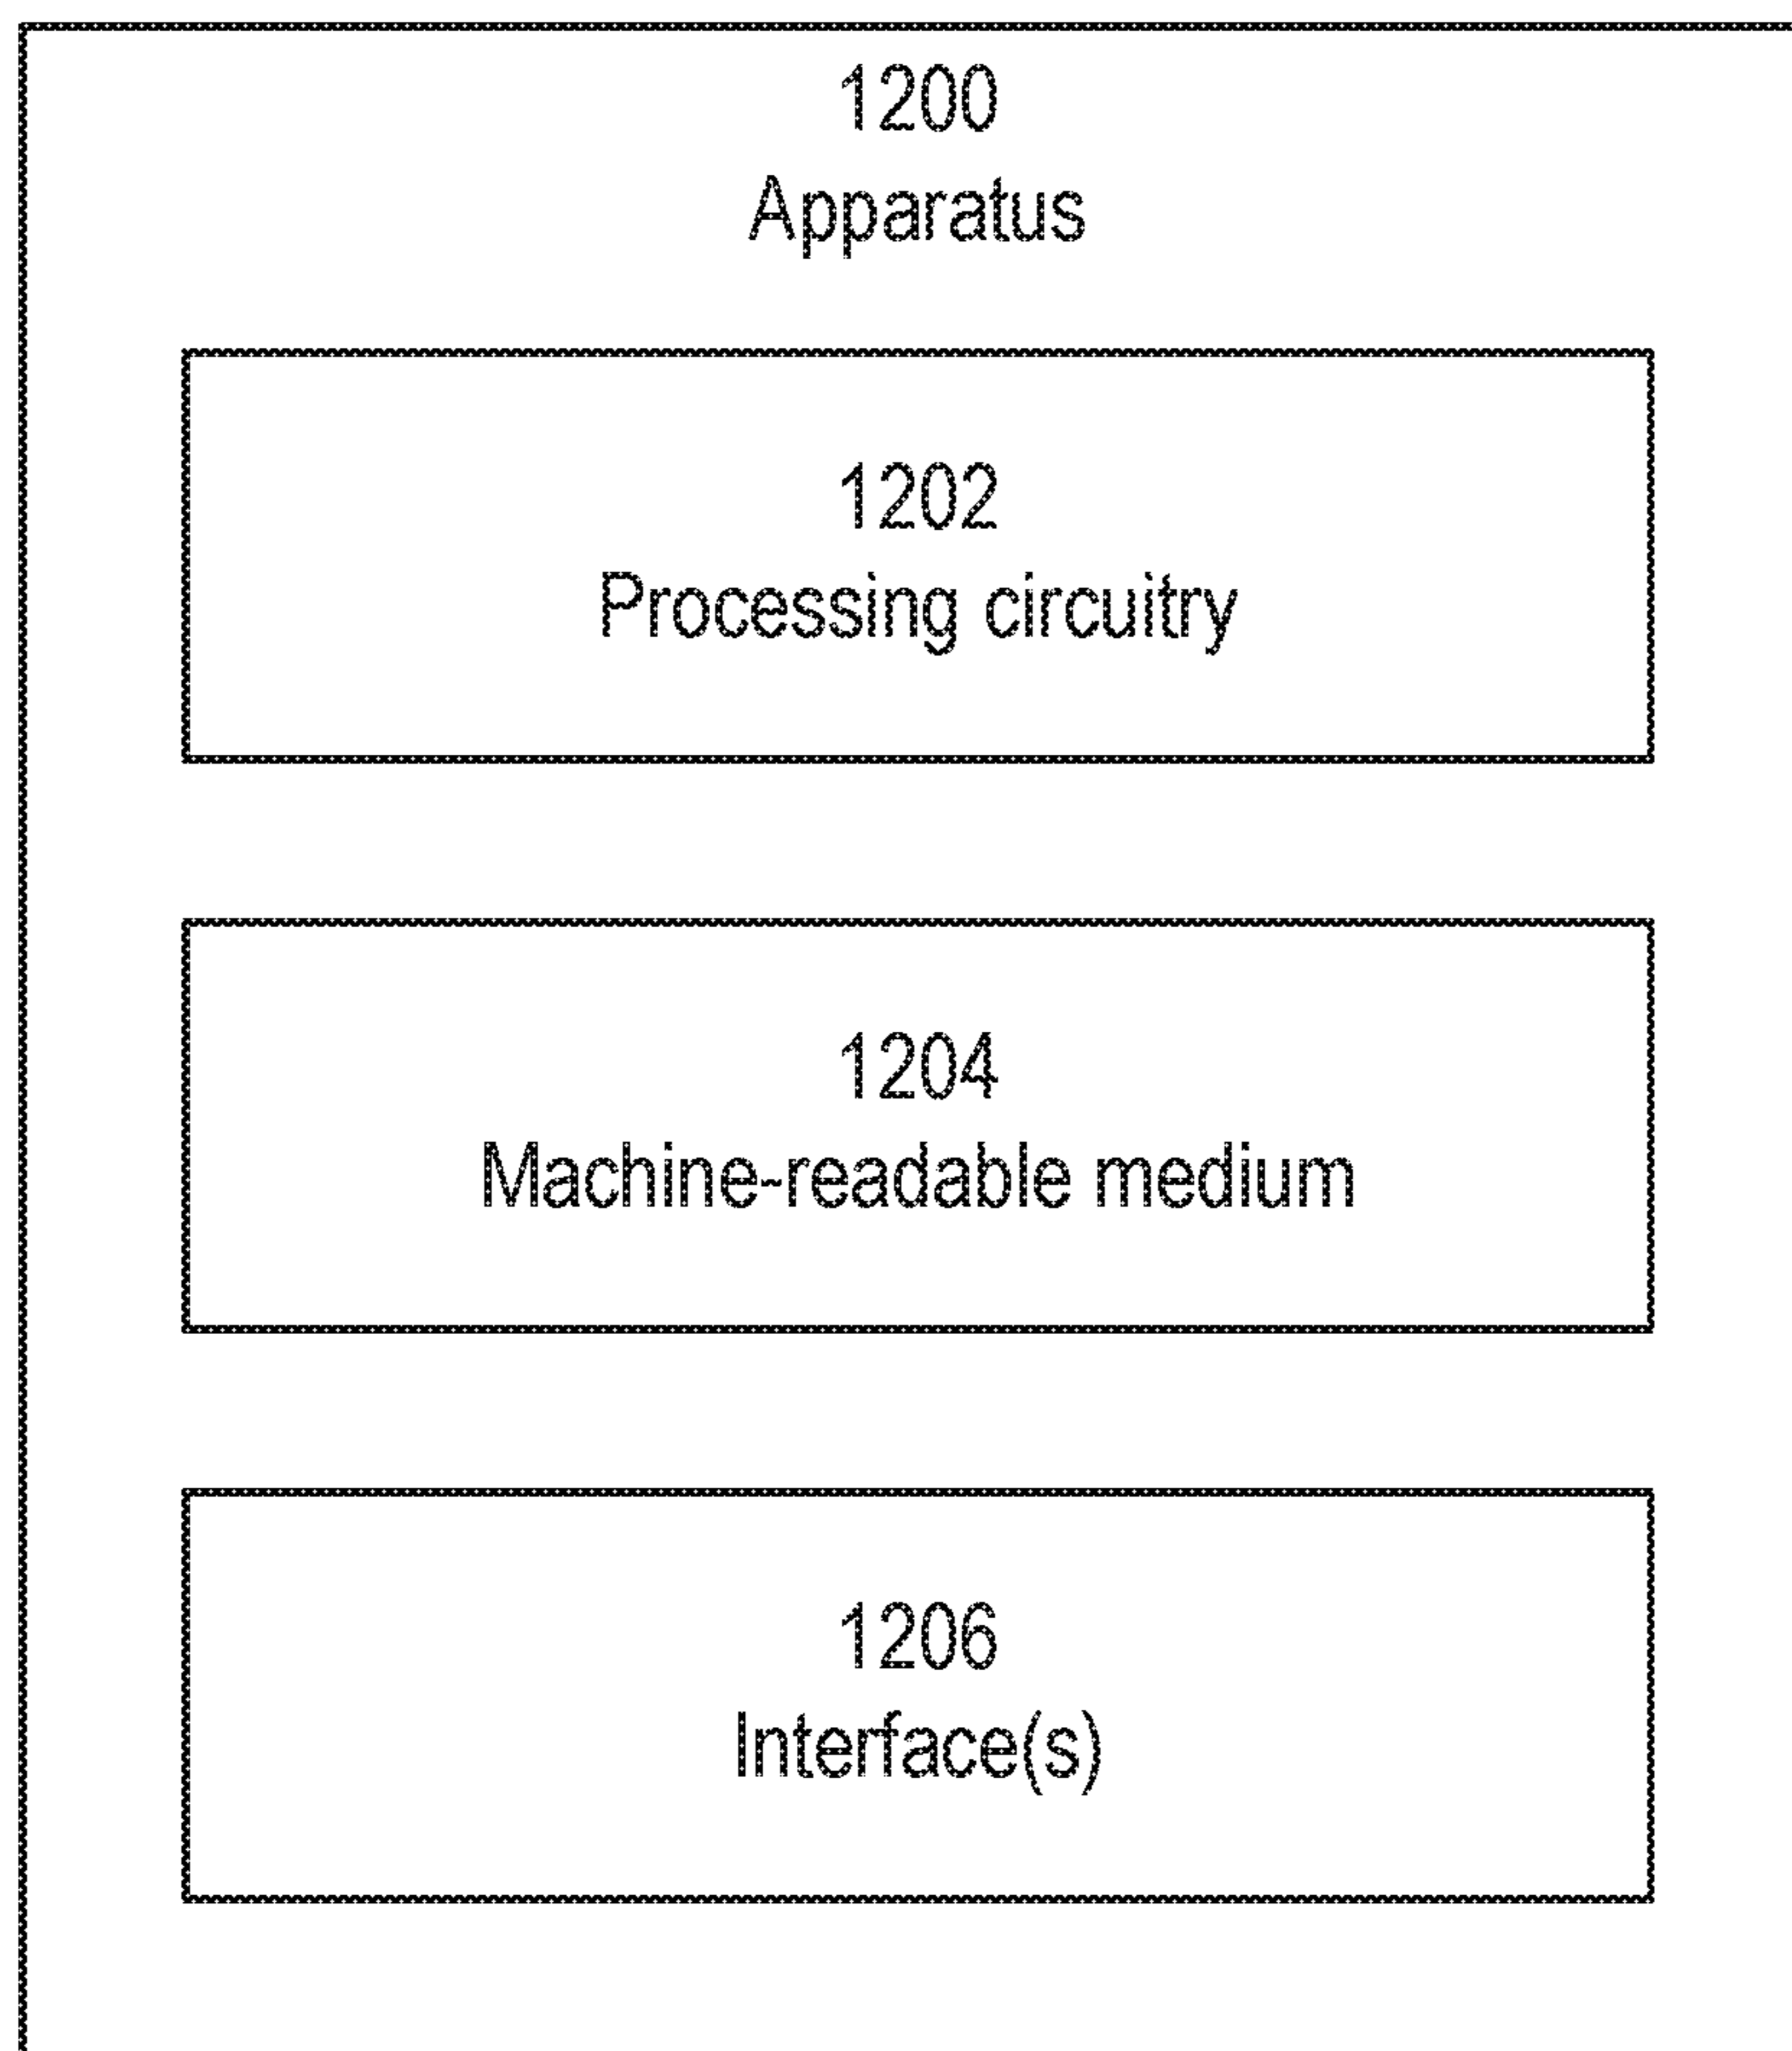 1200
Apparatus
1202
Processing circuitry
1204
Machine-readable medium
1206
Interface(s)